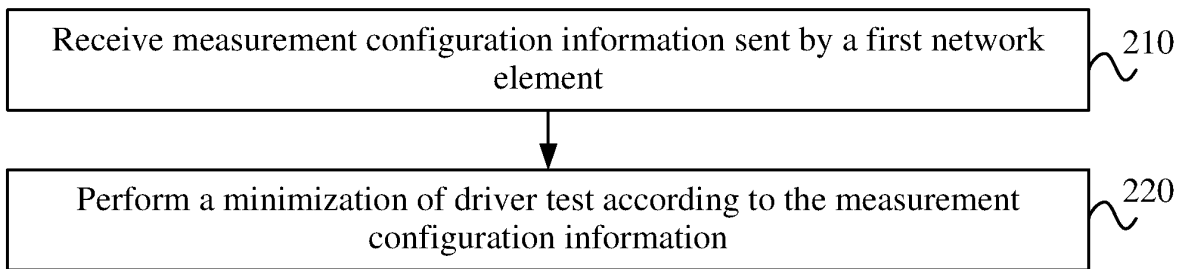 Receive measurement configuration information sent by a first network
element
210
Perform a minimization of driver test according to the measurement
configuration information
220